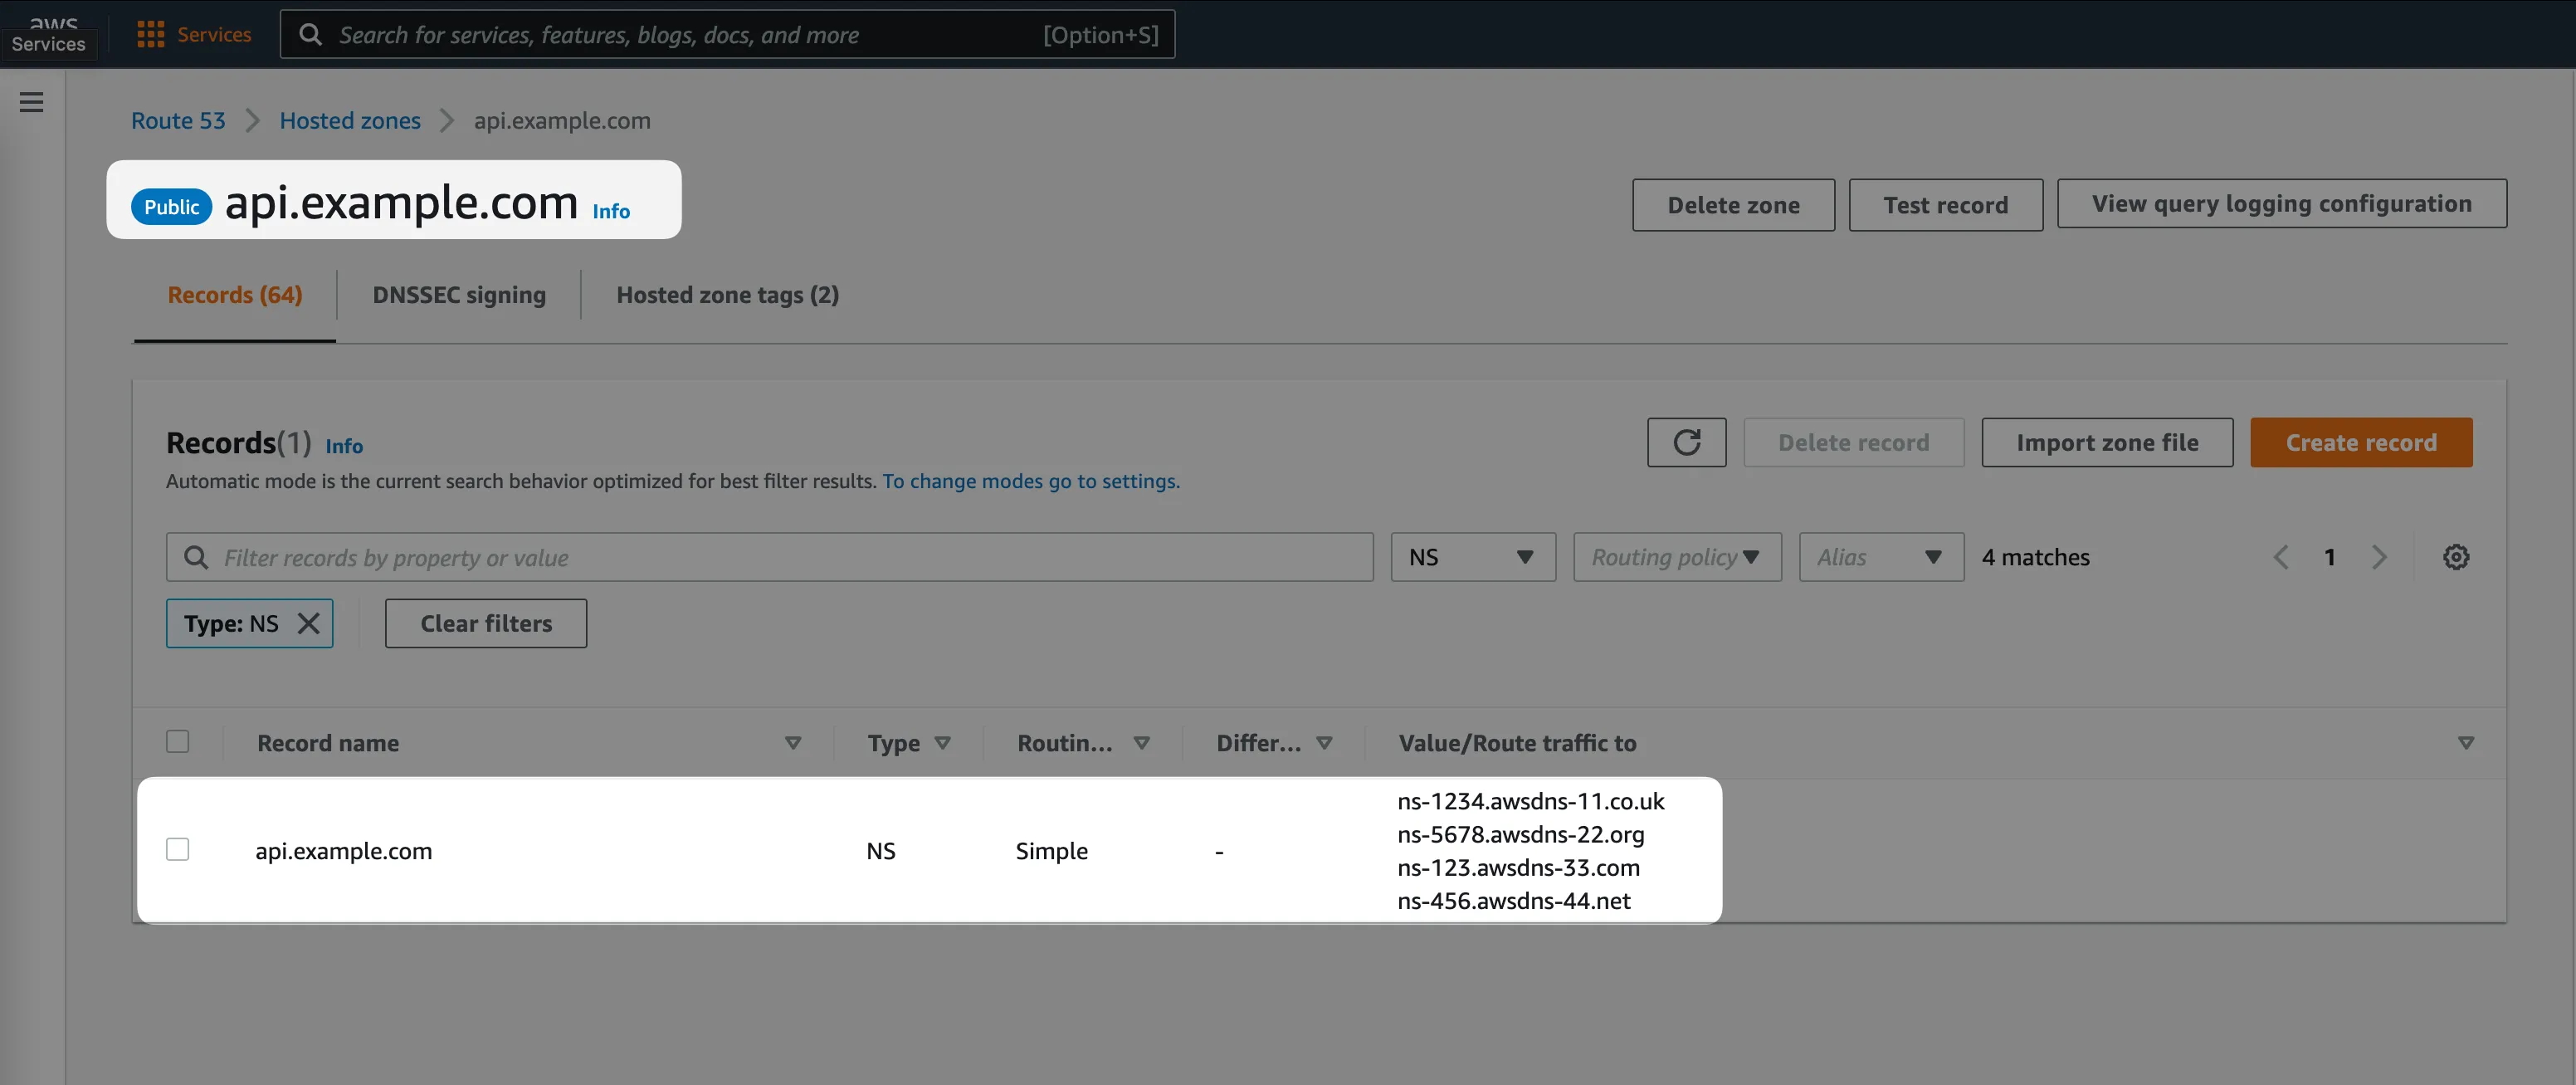 aws
Services
Services
Search for services, features, blogs, docs, and more
[Option+S]
Route 53 > Hosted zones > api.example.com
Public api.example.com Info
Delete zone
Test record
View query logging configuration
Records (64)
DNSSEC signing
Hosted zone tags (2)
Records(1) Info
Delete record
Import zone file
Create record
Automatic mode is the current search behavior optimized for best filter results. To change modes go to settings.
Filter records by property or value
NS
Routing policy
Alias
4 matches
1
Type: NS
Clear filters
Record name
Type
Routin...
Differ...
Value/Route traffic to
api.example.com
NS
Simple
-
ns-1234.awsdns-11.co.uk
ns-5678.awsdns-22.org
ns-123.awsdns-33.com
ns-456.awsdns-44.net